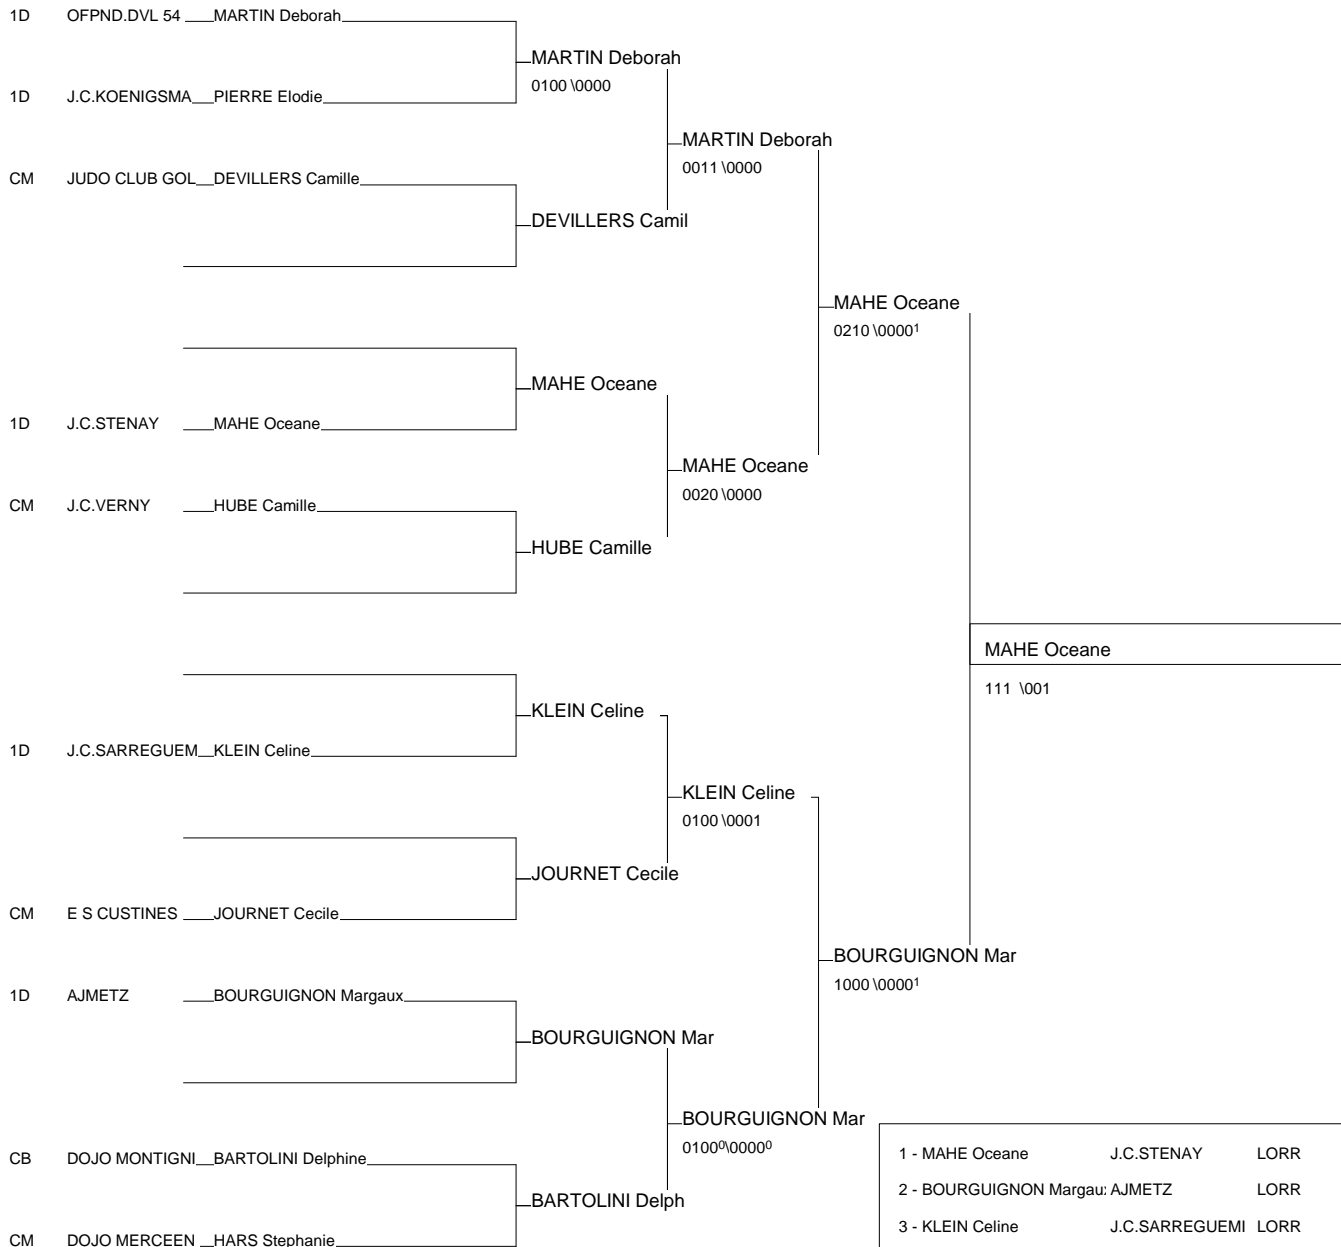 1D OFPND.DVL 54 MARTIN Deborah
MARTIN Deborah
0100 \0000
1D J.C.KOENIGSMA PIERRE Elodie
MARTIN Deborah
0011 \0000
CM JUDO CLUB GOL DEVILLERS Camille
DEVILLERS Camil
MAHE Oceane
0210 \0000¹
MAHE Oceane
1D J.C.STENAY MAHE Oceane
MAHE Oceane
0020 \0000
CM J.C.VERNY HUBE Camille
HUBE Camille
MAHE Oceane
111 \001
KLEIN Celine
1D J.C.SARREGUEM KLEIN Celine
KLEIN Celine
0100 \0001
JOURNET Cecile
CM E S CUSTINES JOURNET Cecile
BOURGUIGNON Mar
1000 \0000¹
1D AJMETZ BOURGUIGNON Margaux
BOURGUIGNON Mar
BOURGUIGNON Mar
0100⁰\0000⁰
CB DOJO MONTIGNI BARTOLINI Delphine
BARTOLINI Delph
CM DOJO MERCEEN HARS Stephanie
1 - MAHE Oceane J.C.STENAY LORR
2 - BOURGUIGNON Margau: AJMETZ LORR
3 - KLEIN Celine J.C.SARREGUEMI LORR